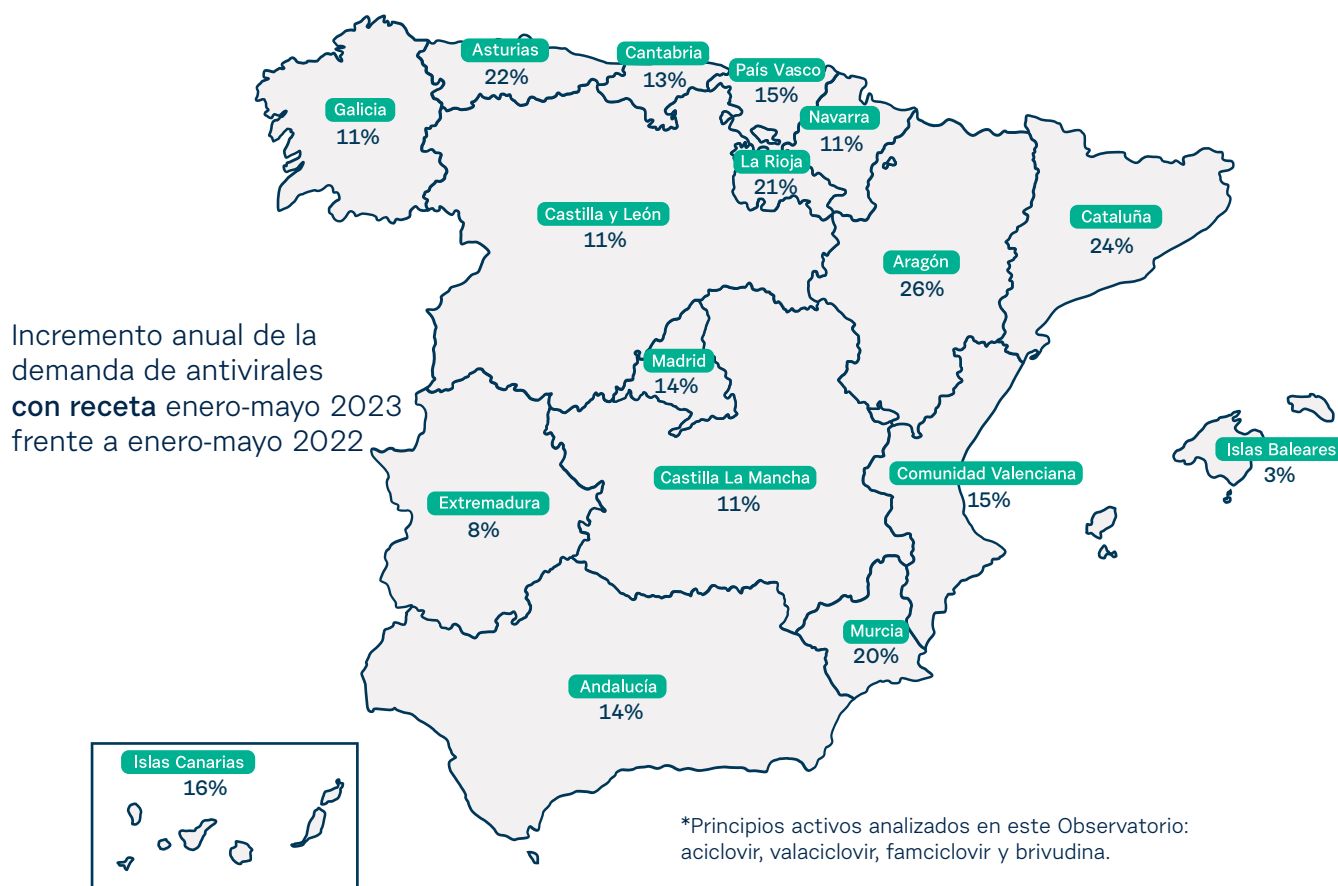 Asturias
22%
Cantabria
13%
País Vasco
15%
Galicia
11%
Navarra
11%
La Rioja
21%
Castilla y León
11%
Cataluña
24%
Aragón
26%
Incremento anual de la
demanda de antivirales
con receta enero-mayo 2023
frente a enero-mayo 2022
Madrid
14%
Islas Baleares
3%
Castilla La Mancha
11%
Comunidad Valenciana
15%
Extremadura
8%
Murcia
20%
Andalucía
14%
Islas Canarias
16%
*Principios activos analizados en este Observatorio:
aciclovir, valaciclovir, famciclovir y brivudina.